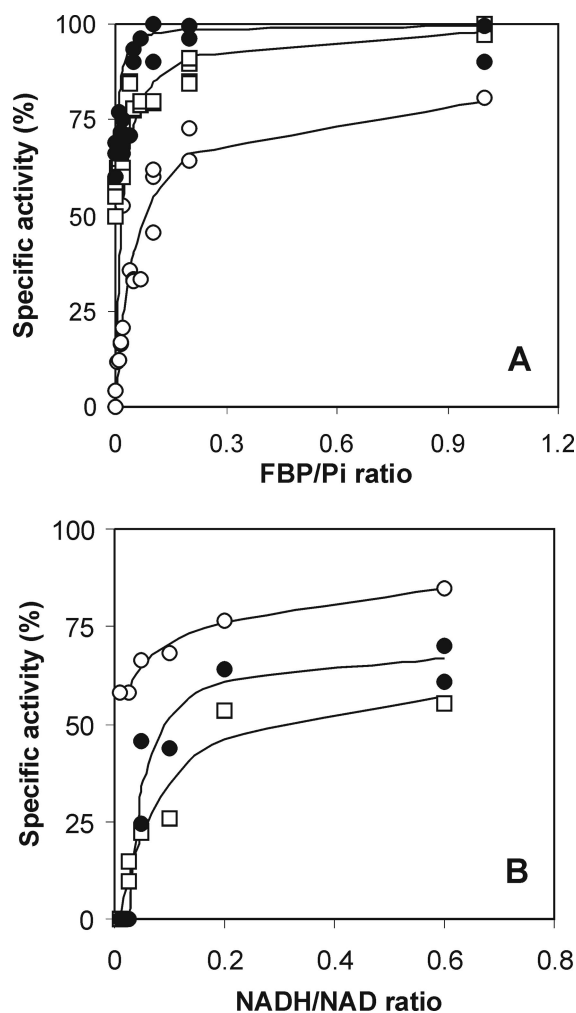 100
75
50
25
0
Specific activity (%)
A
0 0.3 0.6 0.9 1.2
FBP/Pi ratio
100
75
50
25
0
Specific activity (%)
B
0 0.2 0.4 0.6 0.8
NADH/NAD ratio